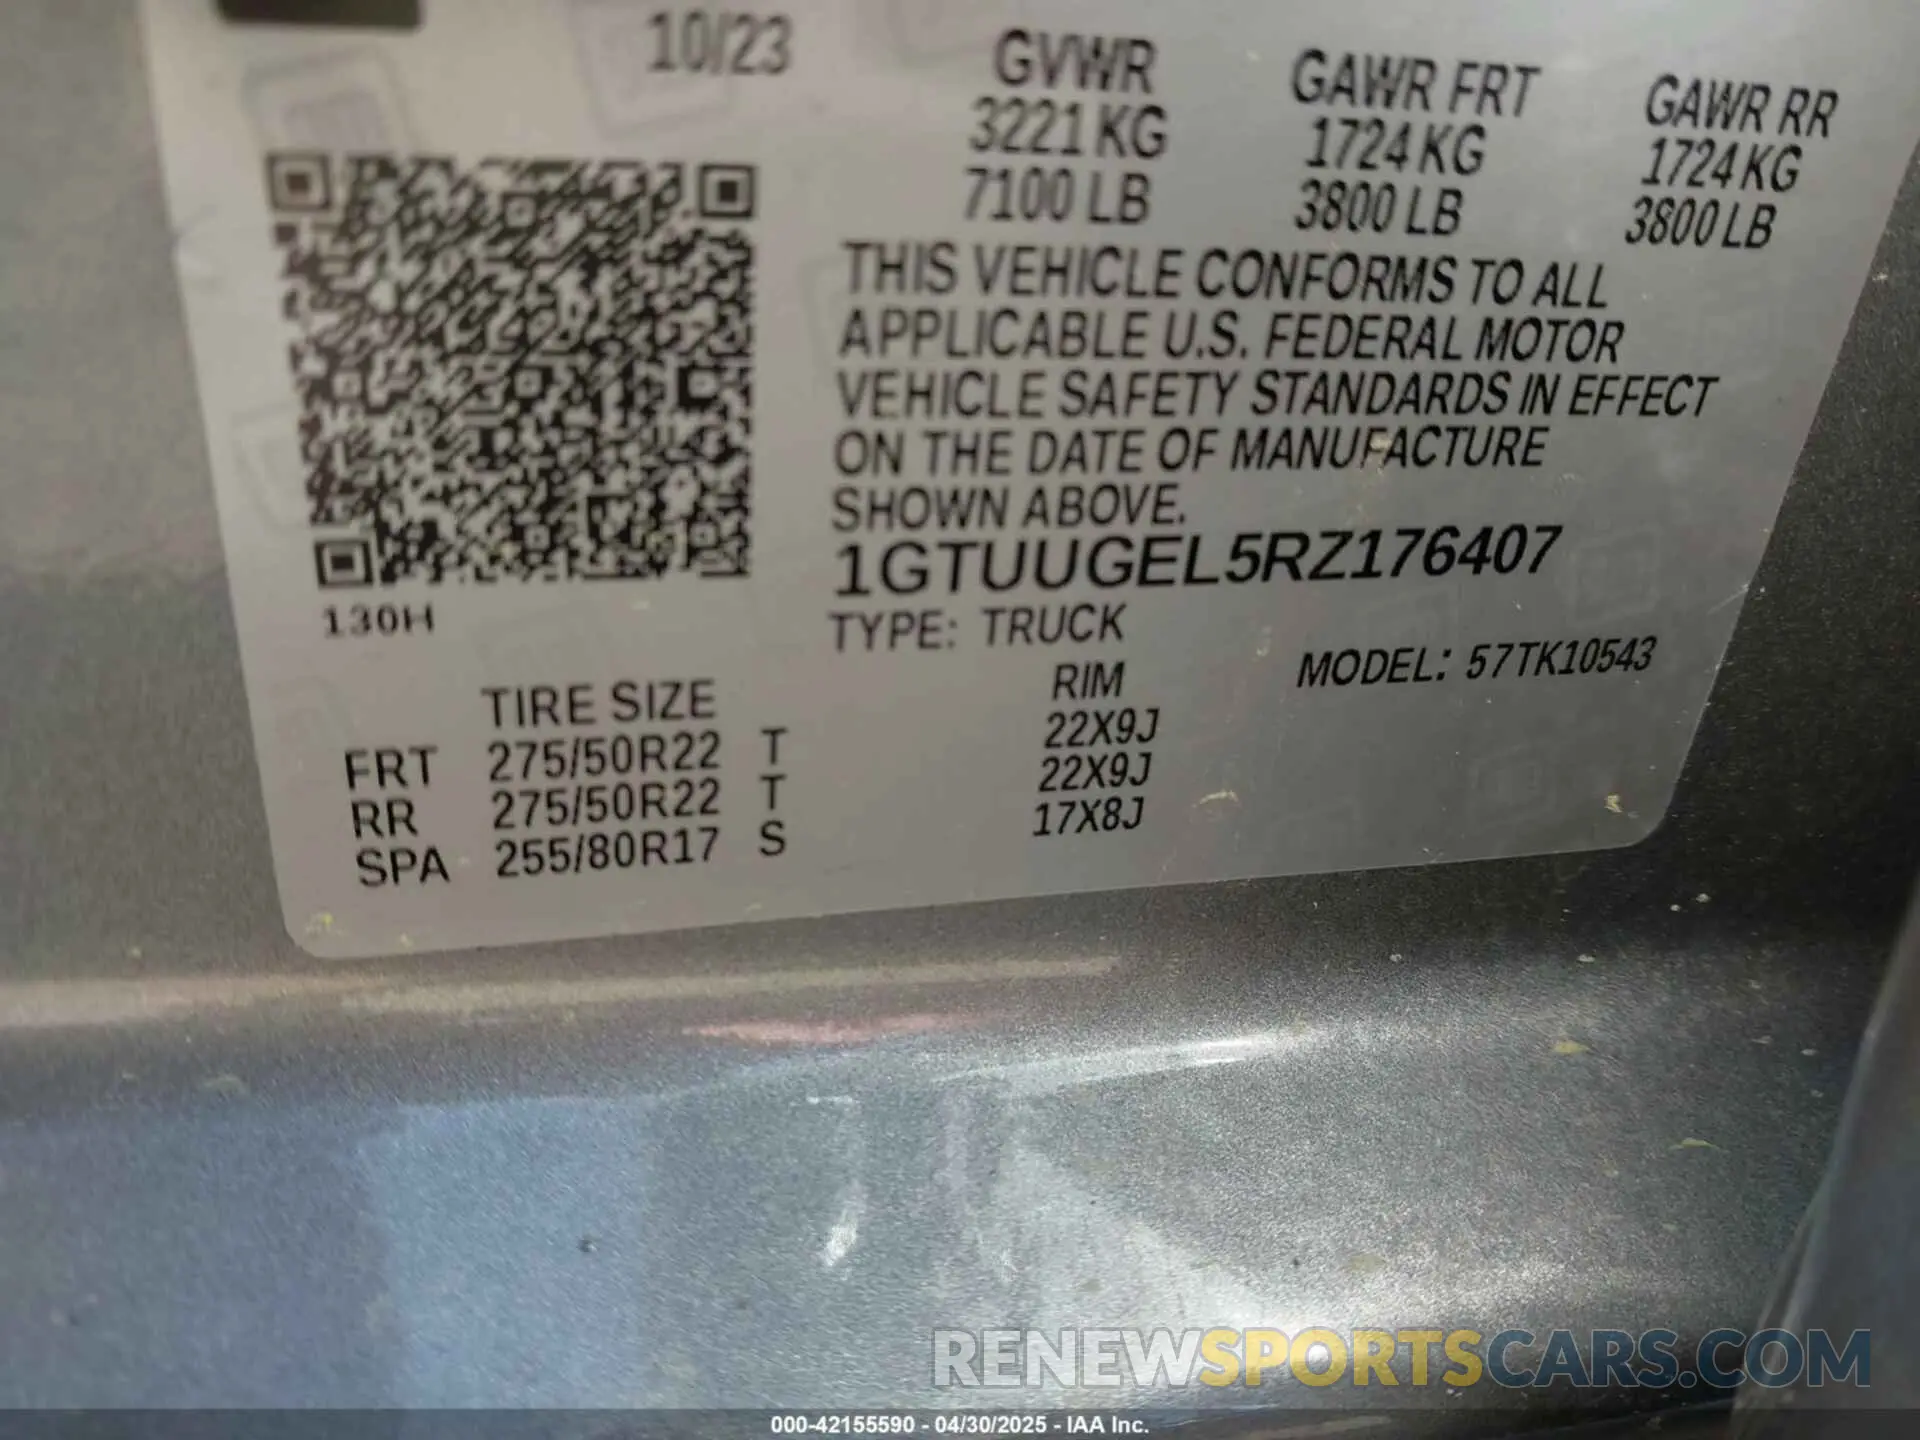 10/23
GVWR GAWR FRT GAWR RR
3221 KG 1724 KG 1724 KG
7100 LB 3800 LB 3800 LB
THIS VEHICLE CONFORMS TO ALL
APPLICABLE U.S. FEDERAL MOTOR
VEHICLE SAFETY STANDARDS IN EFFECT
ON THE DATE OF MANUFACTURE
SHOWN ABOVE.
1GTUUGEL5RZ176407
130H
TYPE: TRUCK
MODEL: 57TK10543
TIRE SIZE RIM
FRT 275/50R22 T 22X9J
RR 275/50R22 T 22X9J
SPA 255/80R17 S 17X8J
RENEWSPORTSCARS.COM
000-42155590 - 04/30/2025 - IAA Inc.